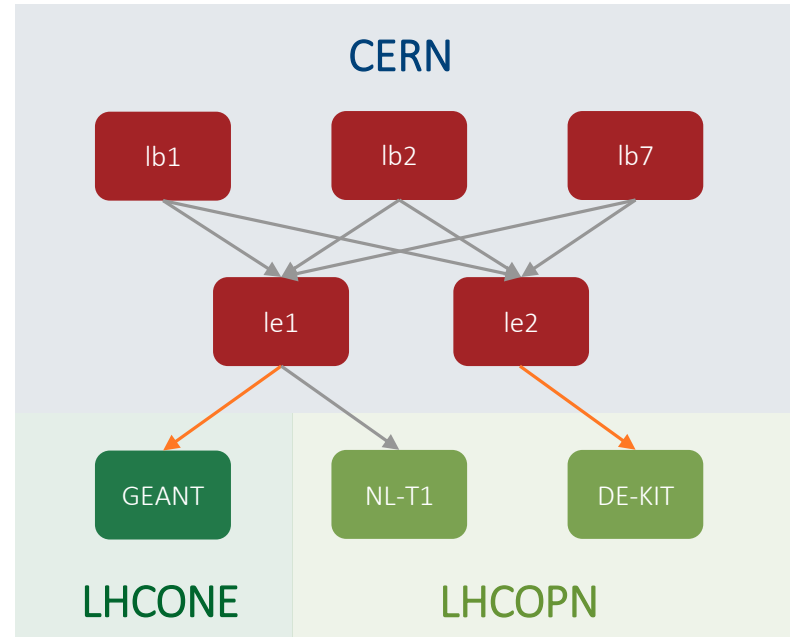 CERN
lb1
lb2
lb7
le1
le2
GEANT
NL-T1
DE-KIT
LHCONE
LHCOPN